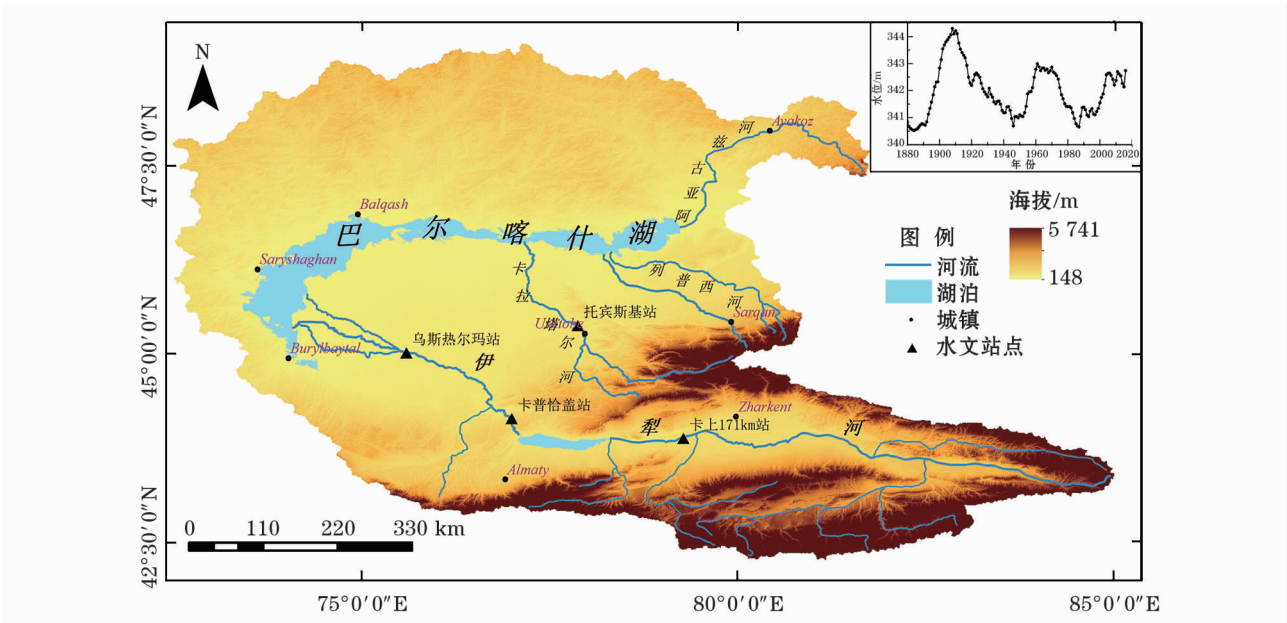 N
344
343
342
341
340
水位/m
1880 1900 1920 1940 1960 1980 2000 2020
年 份
47°30′0″N
45°0′0″N
42°30′0″N
75°0′0″E
80°0′0″E
85°0′0″E
Ayakoz
阿亚古兹河
Balqash
巴尔喀什湖
Saryshaghan
卡拉塔尔河
列普西河
Sarqan
托宾斯基站
乌斯热尔玛站
Burylbaytal
伊犁河
卡普恰盖站
Zharkent
卡上171km站
Almaty
0 110 220 330 km
海拔/m
5 741
148
图 例
河流
湖泊
城镇
水文站点